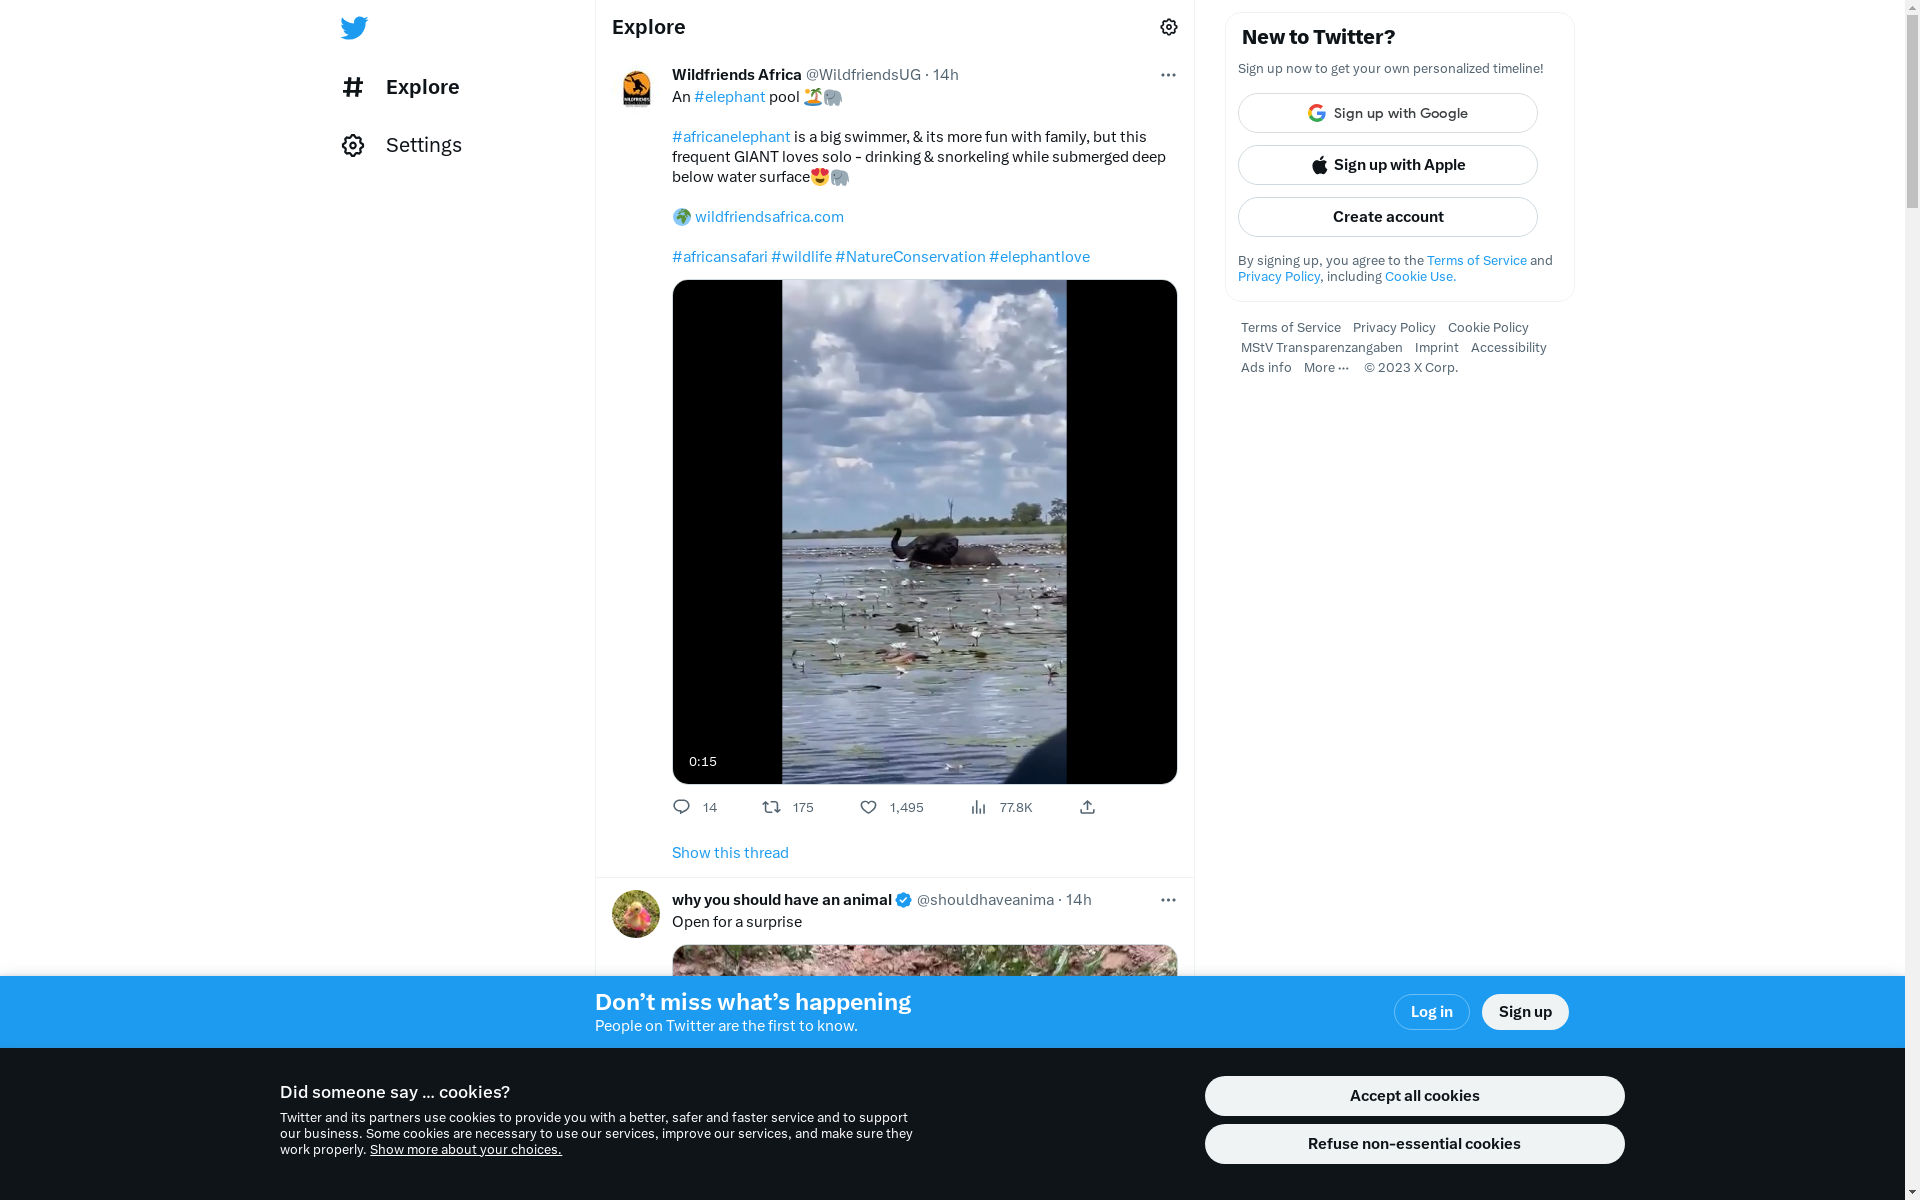 Explore
Settings
Explore
Wildfriends Africa @WildfriendsUG · 14h
An #elephant pool 🏝️🐘
#africanelephant is a big swimmer, & its more fun with family, but this
frequent GIANT loves solo - drinking & snorkeling while submerged deep
below water surface😍🐘
🌍 wildfriendsafrica.com
#africansafari #wildlife #NatureConservation #elephantlove
0:15
14 175 1,495 77.8K
Show this thread
why you should have an animal @shouldhaveanima · 14h
Open for a surprise
New to Twitter?
Sign up now to get your own personalized timeline!
Sign up with Google
Sign up with Apple
Create account
By signing up, you agree to the Terms of Service and
Privacy Policy, including Cookie Use.
Terms of Service Privacy Policy Cookie Policy
MStV Transparenzangaben Imprint Accessibility
Ads info More ··· © 2023 X Corp.
Don’t miss what’s happening
People on Twitter are the first to know.
Log in
Sign up
Did someone say … cookies?
Twitter and its partners use cookies to provide you with a better, safer and faster service and to support
our business. Some cookies are necessary to use our services, improve our services, and make sure they
work properly. Show more about your choices.
Accept all cookies
Refuse non-essential cookies